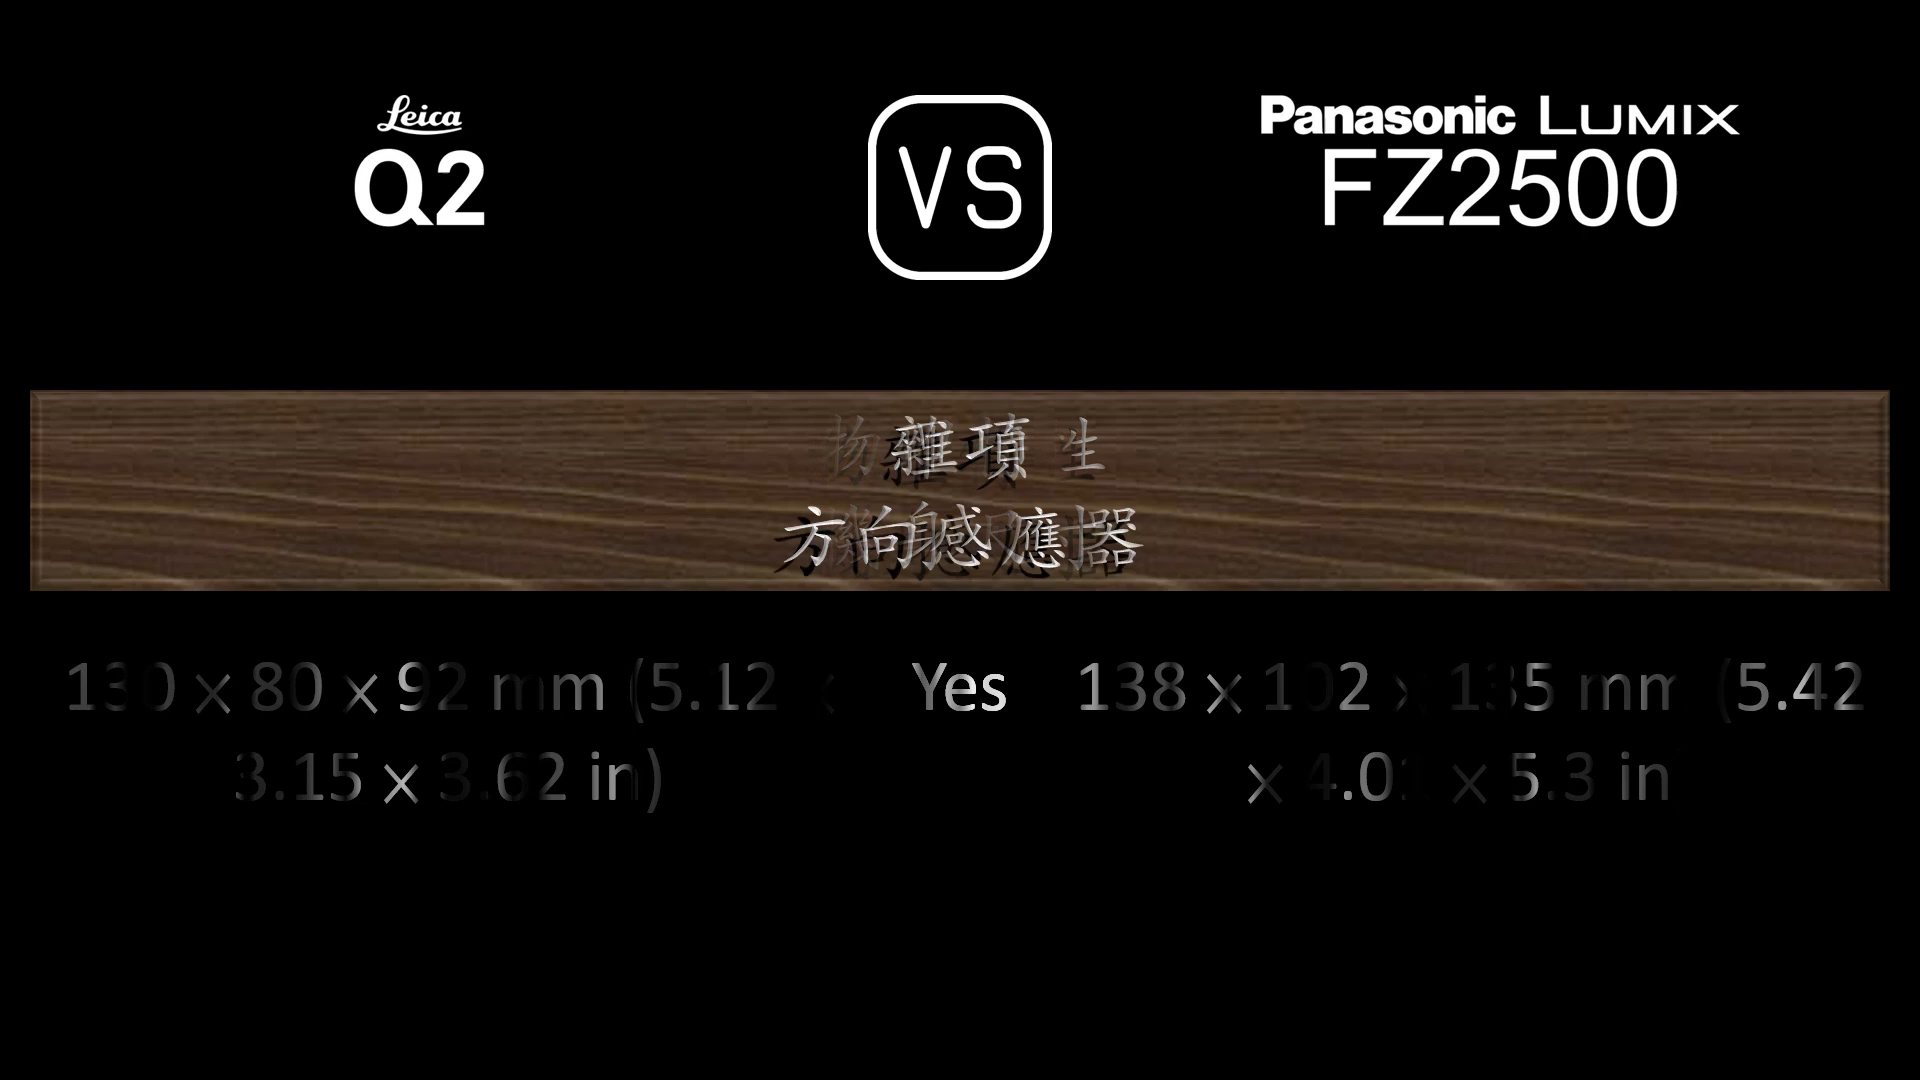 Leica
Q2
VS
Panasonic LUMIX
FZ2500
雜項
方向感應器
130 x 80 x 92 mm (5.12 x
3.15 x 3.62 in)
Yes
138 x 102 x 135 mm (5.42
x 4.01 x 5.3 in